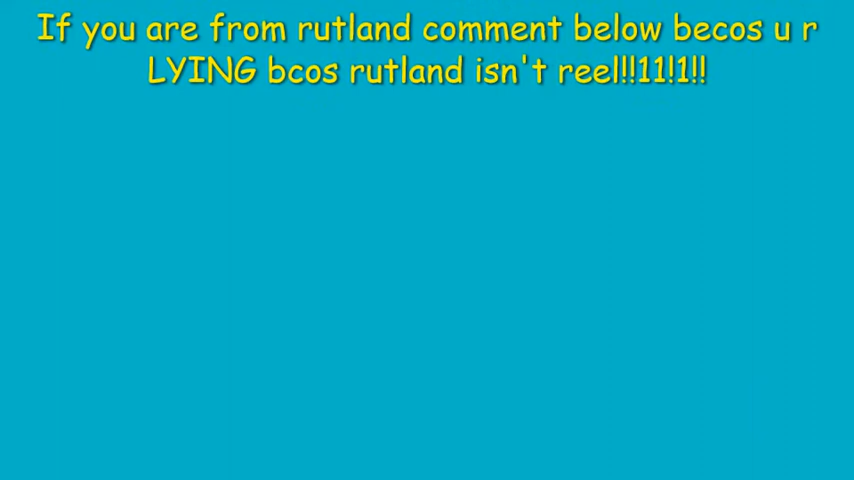 If you are from rutland comment below becos u r
LYING bcos rutland isn't reel!!11!1!!